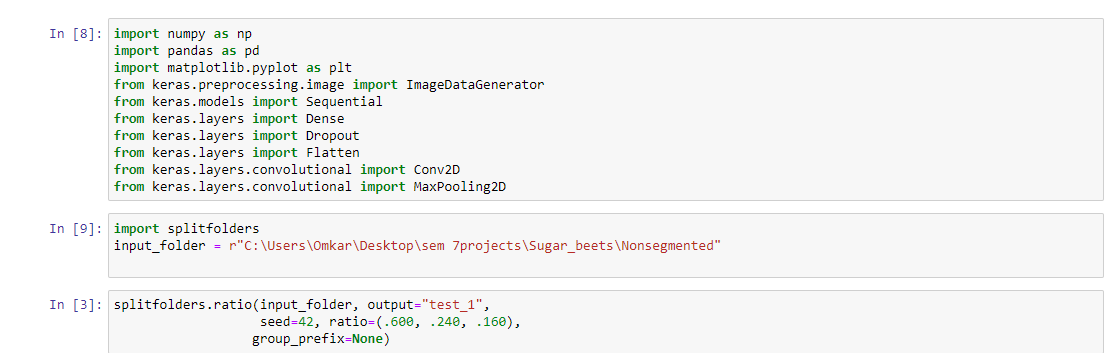 In [8]: import numpy as np
import pandas as pd
import matplotlib.pyplot as plt
from keras.preprocessing.image import ImageDataGenerator
from keras.models import Sequential
from keras.layers import Dense
from keras.layers import Dropout
from keras.layers import Flatten
from keras.layers.convolutional import Conv2D
from keras.layers.convolutional import MaxPooling2D
In [9]: import splitfolders
input_folder = r"C:\Users\Omkar\Desktop\sem 7projects\Sugar_beets\Nonsegmented"
In [3]: splitfolders.ratio(input_folder, output="test_1",
seed=42, ratio=(.600, .240, .160),
group_prefix=None)